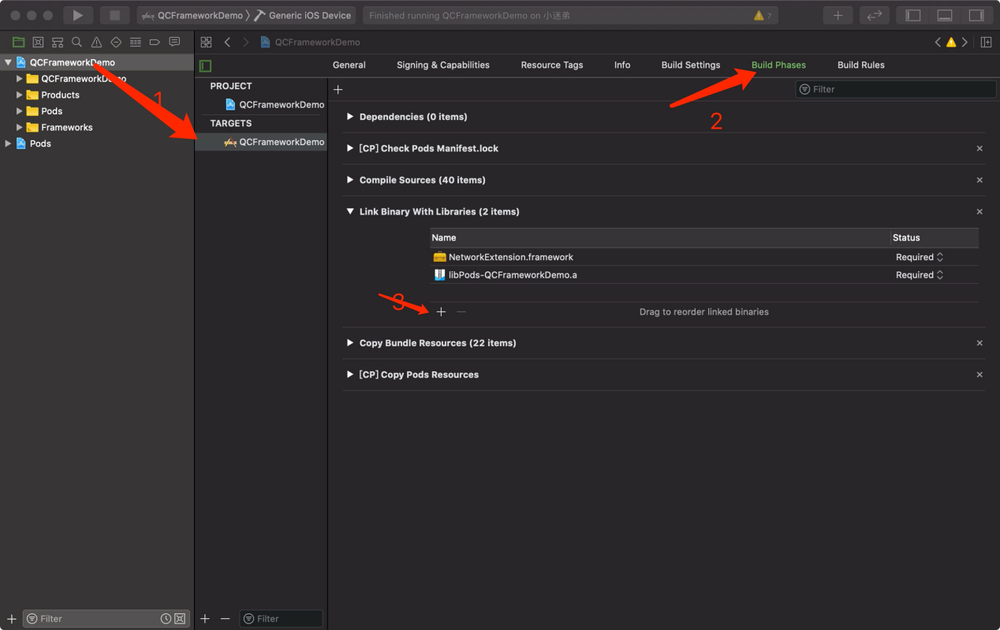 QCFrameworkDemo 〉 Generic iOS Device
Finished running QCFrameworkDemo on 小迷弟
7
QCFrameworkDemo
QCFrameworkDemo
QCFrameworkDemo
Products
Pods
Frameworks
Pods
1
General
Signing & Capabilities
Resource Tags
Info
Build Settings
Build Phases
Build Rules
PROJECT
QCFrameworkDemo
TARGETS
QCFrameworkDemo
Filter
2
Dependencies (0 items)
[CP] Check Pods Manifest.lock
Compile Sources (40 items)
Link Binary With Libraries (2 items)
Name Status
NetworkExtension.framework Required
libPods-QCFrameworkDemo.a Required
3
Drag to reorder linked binaries
Copy Bundle Resources (22 items)
[CP] Copy Pods Resources
Filter
Filter